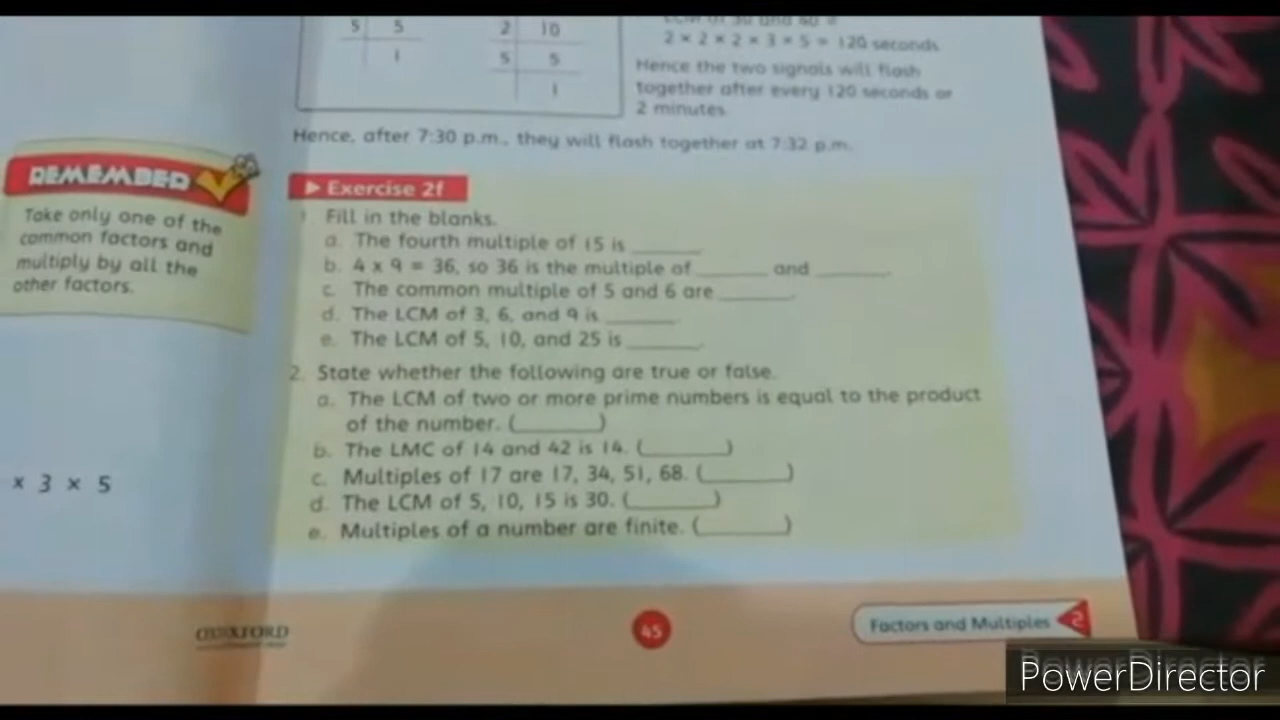 5 5
1
2 10
5 5
1
2 × 2 × 2 × 3 × 5 = 120 seconds
Hence the two signals will flash
together after every 120 seconds or
2 minutes
Hence, after 7:30 p.m., they will flash together at 7:32 p.m.
REMEMBER
Take only one of the
common factors and
multiply by all the
other factors.
× 3 × 5
Exercise 2f
1 Fill in the blanks.
a. The fourth multiple of 15 is ______
b. 4 x 9 = 36, so 36 is the multiple of ______ and ______.
c. The common multiple of 5 and 6 are ______.
d. The LCM of 3, 6, and 9 is ______
e. The LCM of 5, 10, and 25 is ______.
2. State whether the following are true or false.
a. The LCM of two or more prime numbers is equal to the product
of the number. (______)
b. The LMC of 14 and 42 is 14. (______)
c. Multiples of 17 are 17, 34, 51, 68. (______)
d. The LCM of 5, 10, 15 is 30. (______)
e. Multiples of a number are finite. (______)
OXFORD
45
Factors and Multiples 2
PowerDirector